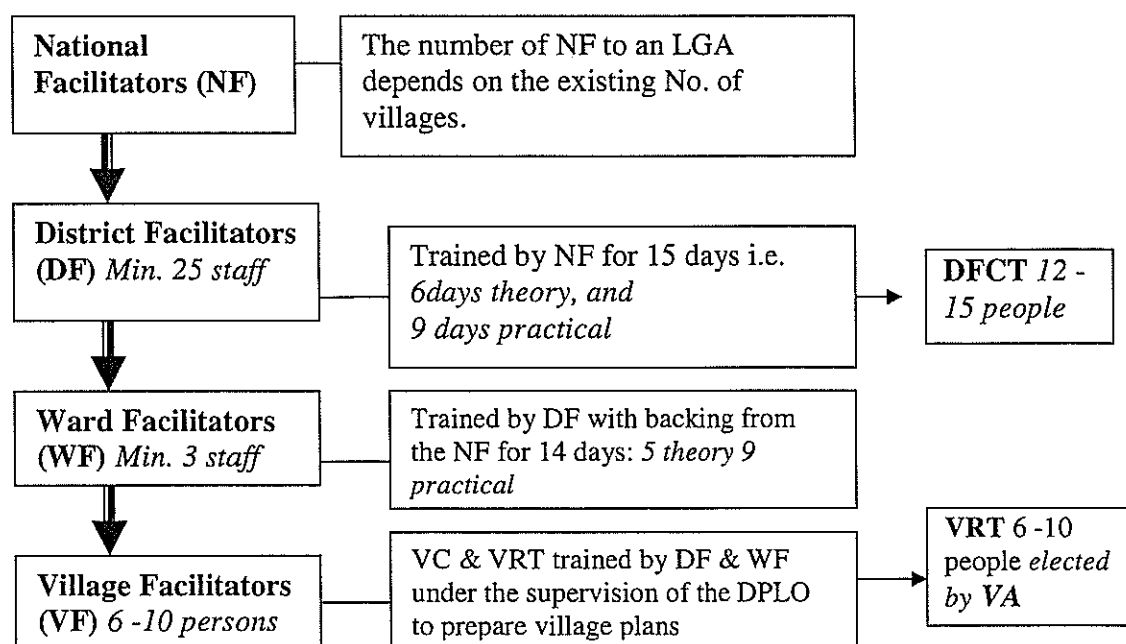 National
Facilitators (NF)
The number of NF to an LGA
depends on the existing No. of
villages.
District Facilitators
(DF) Min. 25 staff
Trained by NF for 15 days i.e.
6days theory, and
9 days practical
DFCT 12 -
15 people
Ward Facilitators
(WF) Min. 3 staff
Trained by DF with backing from
the NF for 14 days: 5 theory 9
practical
Village Facilitators
(VF) 6 -10 persons
VC & VRT trained by DF & WF
under the supervision of the DPLO
to prepare village plans
VRT 6 -10
people elected
by VA